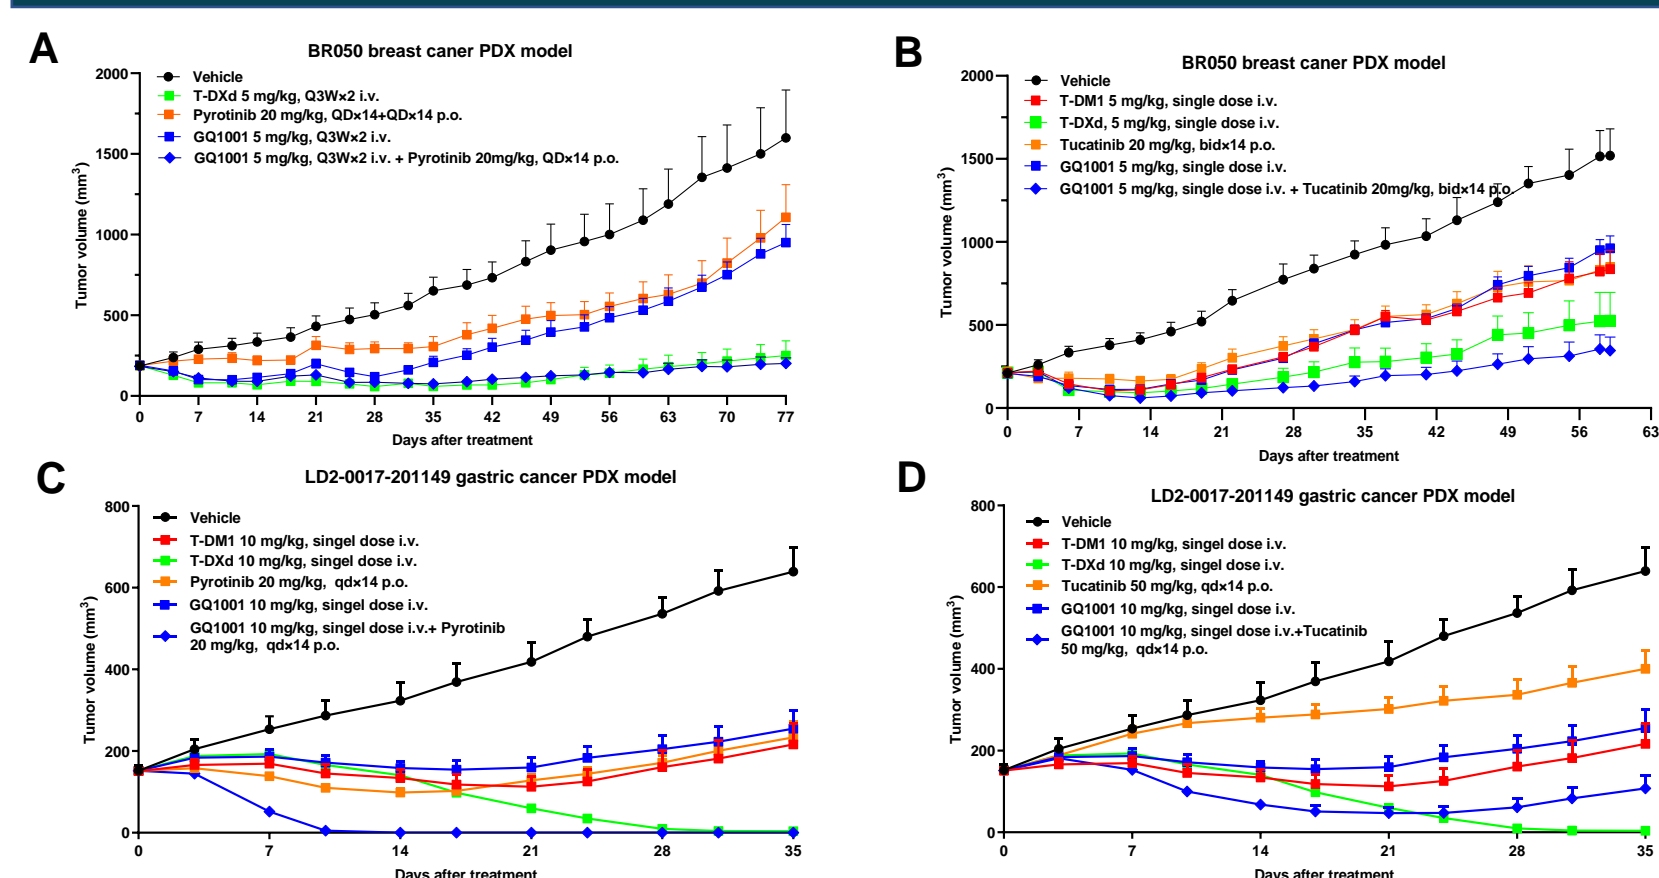 A
BR050 breast caner PDX model
Vehicle
T-DXd 5 mg/kg, Q3W×2 i.v.
Pyrotinib 20 mg/kg, QD×14+QD×14 p.o.
GQ1001 5 mg/kg, Q3W×2 i.v.
GQ1001 5 mg/kg, Q3W×2 i.v. + Pyrotinib 20mg/kg, QD×14 p.o.
Tumor volume (mm³)
2000
1500
1000
500
0
0 7 14 21 28 35 42 49 56 63 70 77
Days after treatment
B
BR050 breast caner PDX model
Vehicle
T-DM1 5 mg/kg, single dose i.v.
T-DXd, 5 mg/kg, single dose i.v.
Tucatinib 20 mg/kg, bid×14 p.o.
GQ1001 5 mg/kg, single dose i.v.
GQ1001 5 mg/kg, single dose i.v. + Tucatinib 20mg/kg, bid×14 p.o.
Tumor volume (mm³)
2000
1500
1000
500
0
0 7 14 21 28 35 42 49 56 63
Days after treatment
C
LD2-0017-201149 gastric cancer PDX model
Vehicle
T-DM1 10 mg/kg, singel dose i.v.
T-DXd 10 mg/kg, singel dose i.v.
Pyrotinib 20 mg/kg, qd×14 p.o.
GQ1001 10 mg/kg, singel dose i.v.
GQ1001 10 mg/kg, singel dose i.v.+ Pyrotinib
20 mg/kg, qd×14 p.o.
Tumor volume (mm³)
800
600
400
200
0
0 7 14 21 28 35
Days after treatment
D
LD2-0017-201149 gastric cancer PDX model
Vehicle
T-DM1 10 mg/kg, singel dose i.v.
T-DXd 10 mg/kg, singel dose i.v.
Tucatinib 50 mg/kg, qd×14 p.o.
GQ1001 10 mg/kg, singel dose i.v.
GQ1001 10 mg/kg, singel dose i.v.+Tucatinib
50 mg/kg, qd×14 p.o.
Tumor volume (mm³)
800
600
400
200
0
0 7 14 21 28 35
Days after treatment